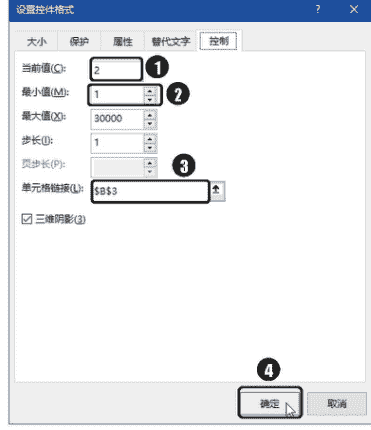 设置控件格式 ? ×
大小 保护 属性 替代文字 控制
当前值(C): 2 1
最小值(M): 1 2
最大值(X): 30000
步长(I): 1
页步长(P): 3
单元格链接(L): $B$3
三维阴影(3)
4
确定 取消